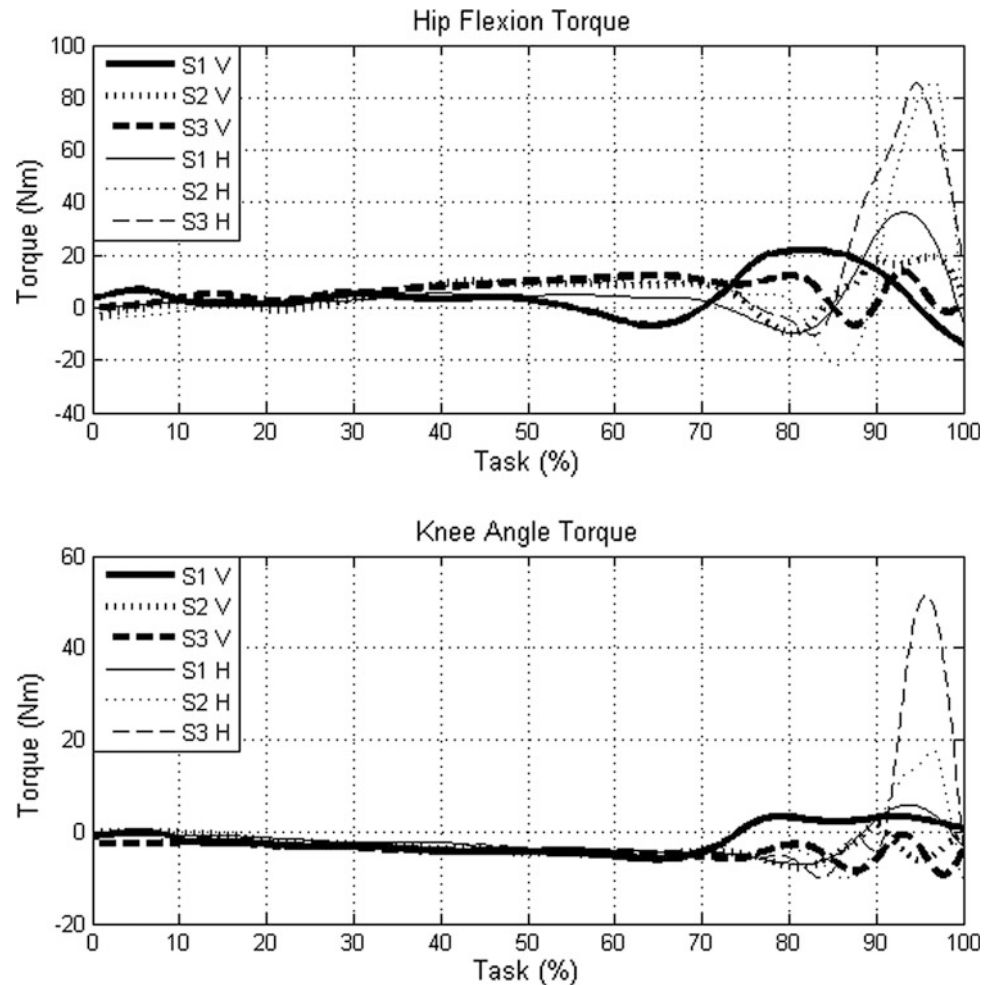 Hip Flexion Torque
100
80
60
40
20
0
-20
-40
Torque (Nm)
S1 V
S2 V
S3 V
S1 H
S2 H
S3 H
0 10 20 30 40 50 60 70 80 90 100
Task (%)
Knee Angle Torque
60
40
20
0
-20
Torque (Nm)
S1 V
S2 V
S3 V
S1 H
S2 H
S3 H
0 10 20 30 40 50 60 70 80 90 100
Task (%)